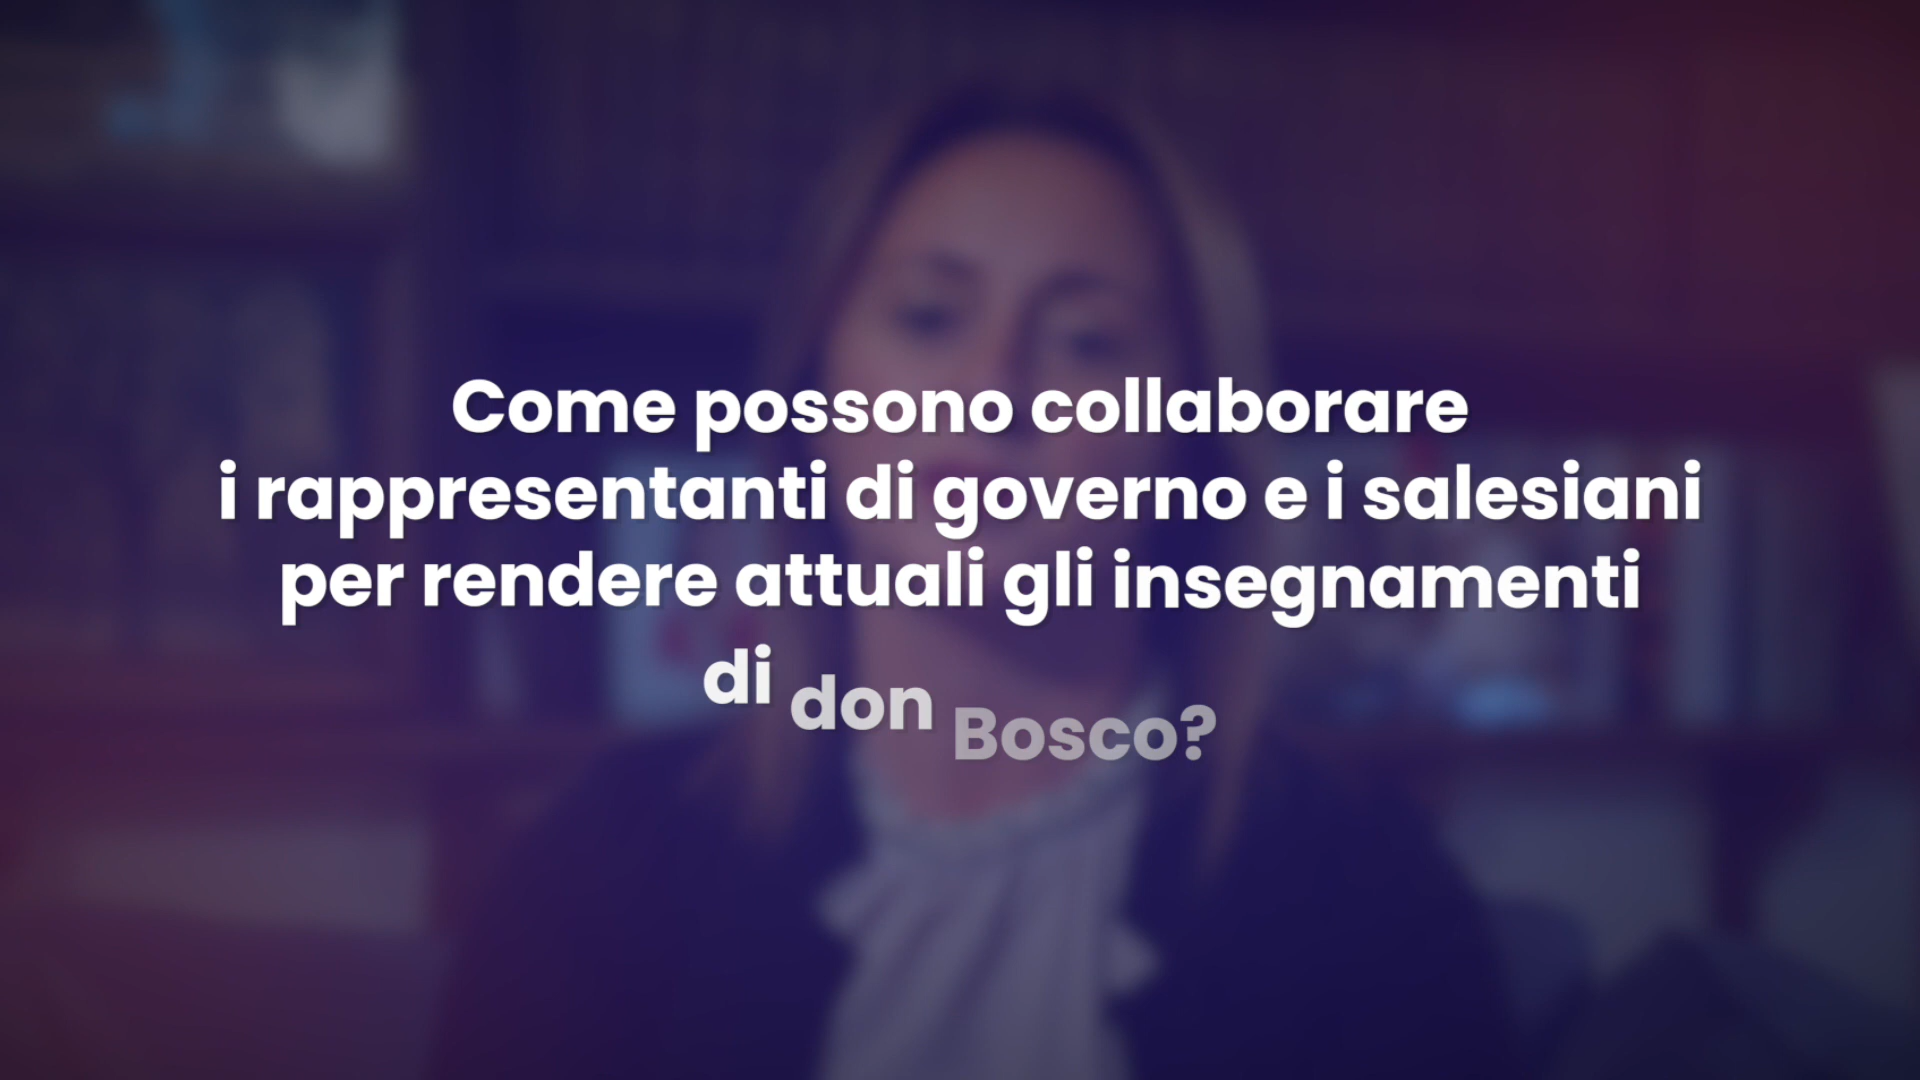 Come possono collaborare
i rappresentanti di governo e i salesiani
per rendere attuali gli insegnamenti
di don Bosco?